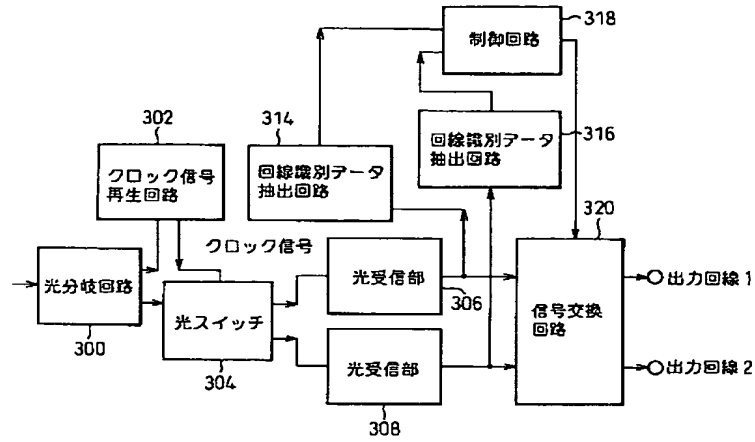 318
制御回路
302
314
回線識別データ
抽出回路
316
クロック信号
再生回路
回線識別データ
抽出回路
320
クロック信号
光受信部
306
光分岐回路
300
光スイッチ
304
信号交換
回路
出力回線1
光受信部
308
出力回線2